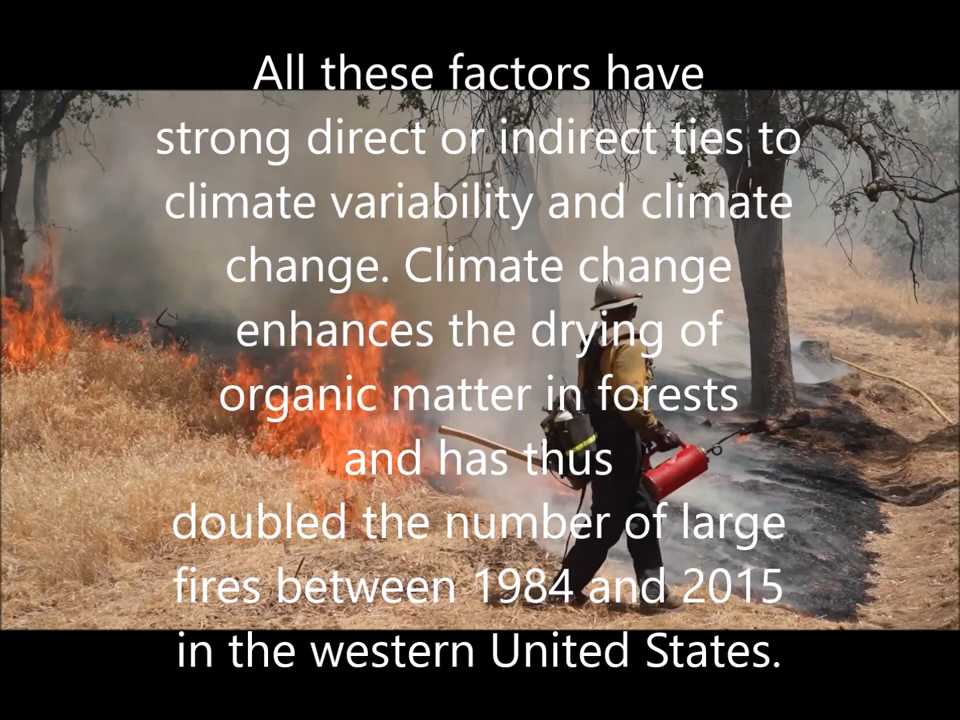 All these factors have
strong direct or indirect ties to
climate variability and climate
change. Climate change
enhances the drying of
organic matter in forests
and has thus
doubled the number of large
fires between 1984 and 2015
in the western United States.